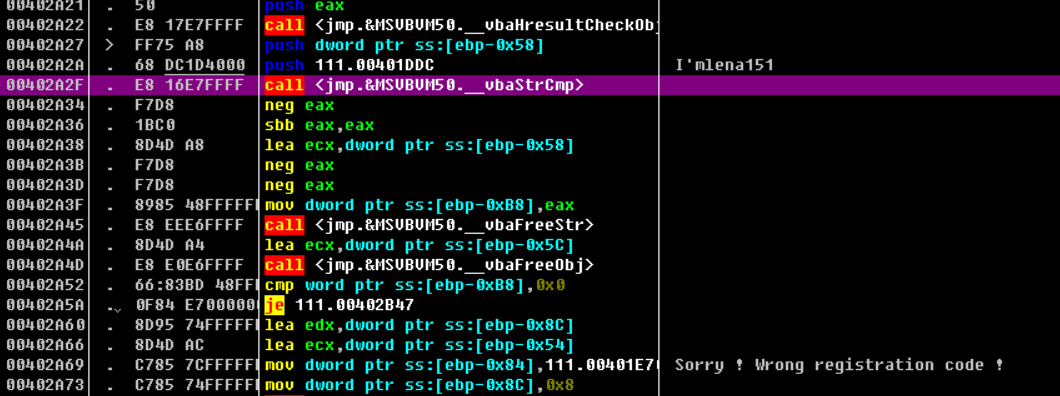 00402A21 . 50 push eax
00402A22 . E8 17E7FFFF call <jmp.&MSVBVM50.__vbaHresultCheckObj
00402A27 > FF75 A8 push dword ptr ss:[ebp-0x58]
00402A2A . 68 DC1D4000 push 111.00401DDC I'mlena151
00402A2F . E8 16E7FFFF call <jmp.&MSVBVM50.__vbaStrCmp>
00402A34 . F7D8 neg eax
00402A36 . 1BC0 sbb eax,eax
00402A38 . 8D4D A8 lea ecx,dword ptr ss:[ebp-0x58]
00402A3B . F7D8 neg eax
00402A3D . F7D8 neg eax
00402A3F . 8985 48FFFFF mov dword ptr ss:[ebp-0xB8],eax
00402A45 . E8 EEE6FFFF call <jmp.&MSVBVM50.__vbaFreeStr>
00402A4A . 8D4D A4 lea ecx,dword ptr ss:[ebp-0x5C]
00402A4D . E8 E0E6FFFF call <jmp.&MSVBVM50.__vbaFreeObj>
00402A52 . 66:83BD 48FF cmp word ptr ss:[ebp-0xB8],0x0
00402A5A . 0F84 E700000 je 111.00402B47
00402A60 . 8D95 74FFFFF lea edx,dword ptr ss:[ebp-0x8C]
00402A66 . 8D4D AC lea ecx,dword ptr ss:[ebp-0x54]
00402A69 . C785 7CFFFFF mov dword ptr ss:[ebp-0x84],111.00401E7 Sorry ! Wrong registration code !
00402A73 . C785 74FFFFF mov dword ptr ss:[ebp-0x8C],0x8